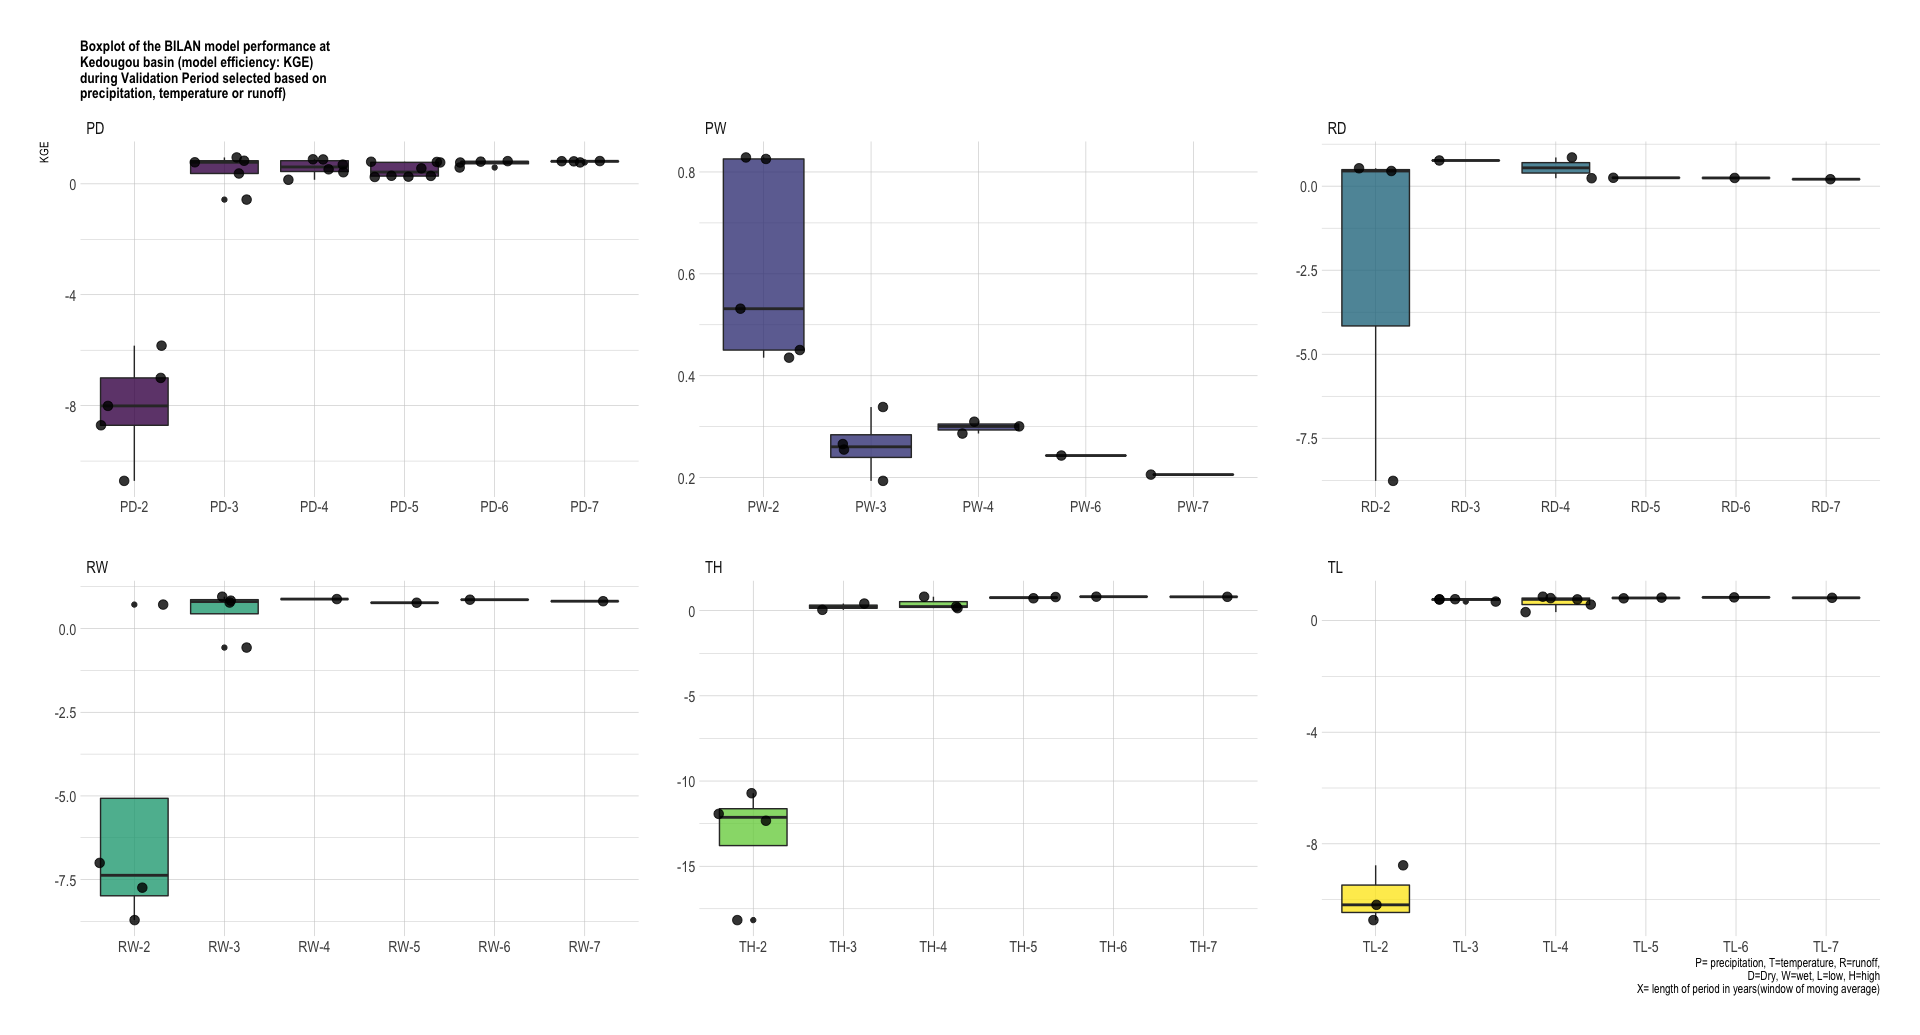 Boxplot of the BILAN model performance at
Kedougou basin (model efficiency: KGE)
during Validation Period selected based on
precipitation, temperature or runoff)
KGE
PD
0
-4
-8
PD-2 PD-3 PD-4 PD-5 PD-6 PD-7
PW
0.8
0.6
0.4
0.2
PW-2 PW-3 PW-4 PW-6 PW-7
RD
0.0
-2.5
-5.0
-7.5
RD-2 RD-3 RD-4 RD-5 RD-6 RD-7
RW
0.0
-2.5
-5.0
-7.5
RW-2 RW-3 RW-4 RW-5 RW-6 RW-7
TH
0
-5
-10
-15
TH-2 TH-3 TH-4 TH-5 TH-6 TH-7
TL
0
-4
-8
TL-2 TL-3 TL-4 TL-5 TL-6 TL-7
P= precipitation, T=temperature, R=runoff,
D=Dry, W=wet, L=low, H=high
X= length of period in years(window of moving average)